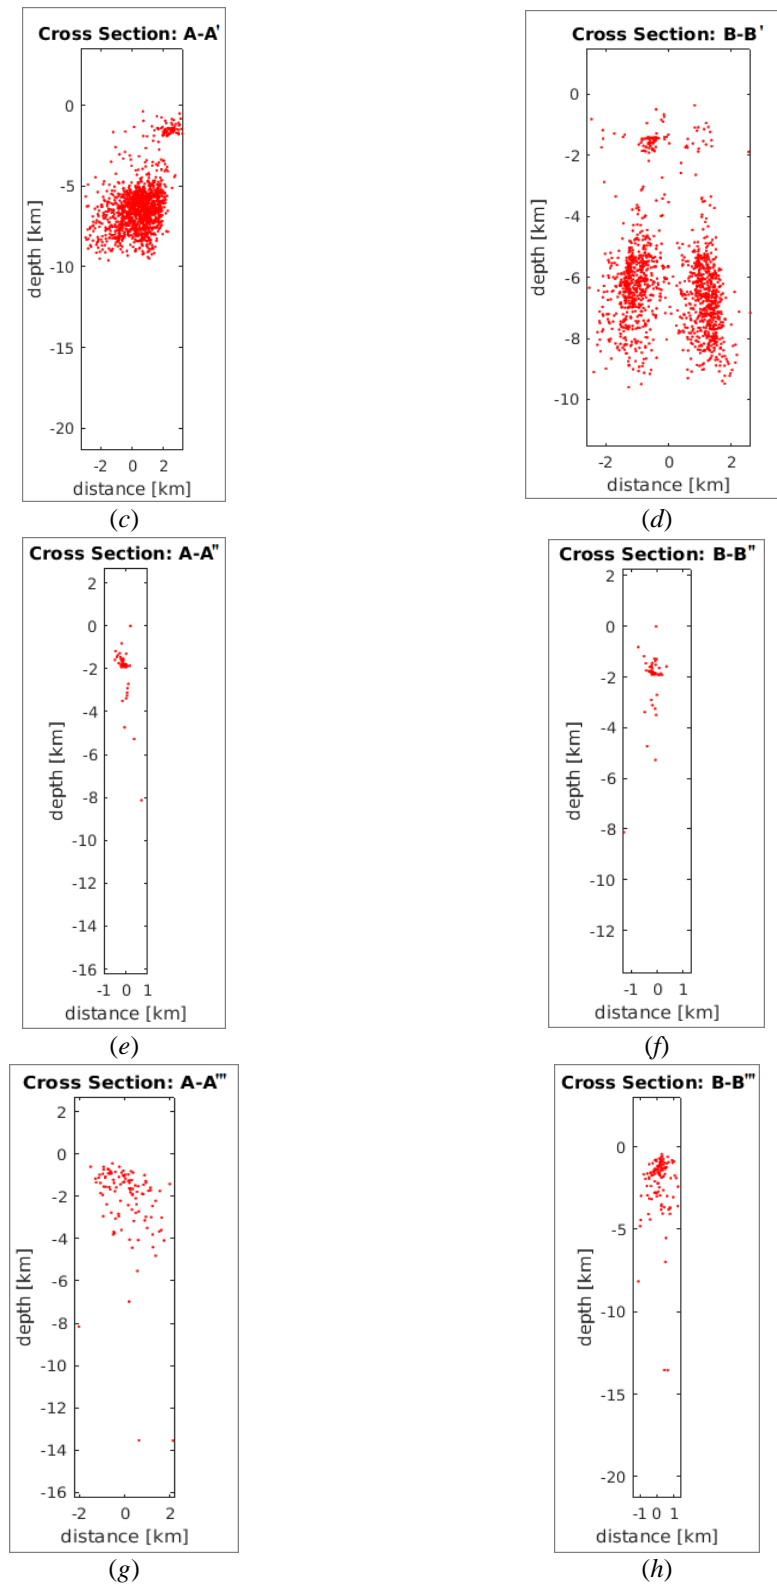 Cross Section: A-A'
0
-5
-10
-15
-20
depth [km]
-2 0 2
distance [km]
(c)
Cross Section: B-B'
0
-2
-4
-6
-8
-10
depth [km]
-2 0 2
distance [km]
(d)
Cross Section: A-A"
2
0
-2
-4
-6
-8
-10
-12
-14
-16
depth [km]
-1 0 1
distance [km]
(e)
Cross Section: B-B"
2
0
-2
-4
-6
-8
-10
-12
depth [km]
-1 0 1
distance [km]
(f)
Cross Section: A-A'''
2
0
-2
-4
-6
-8
-10
-12
-14
-16
depth [km]
-2 0 2
distance [km]
(g)
Cross Section: B-B'''
0
-5
-10
-15
-20
depth [km]
-1 0 1
distance [km]
(h)